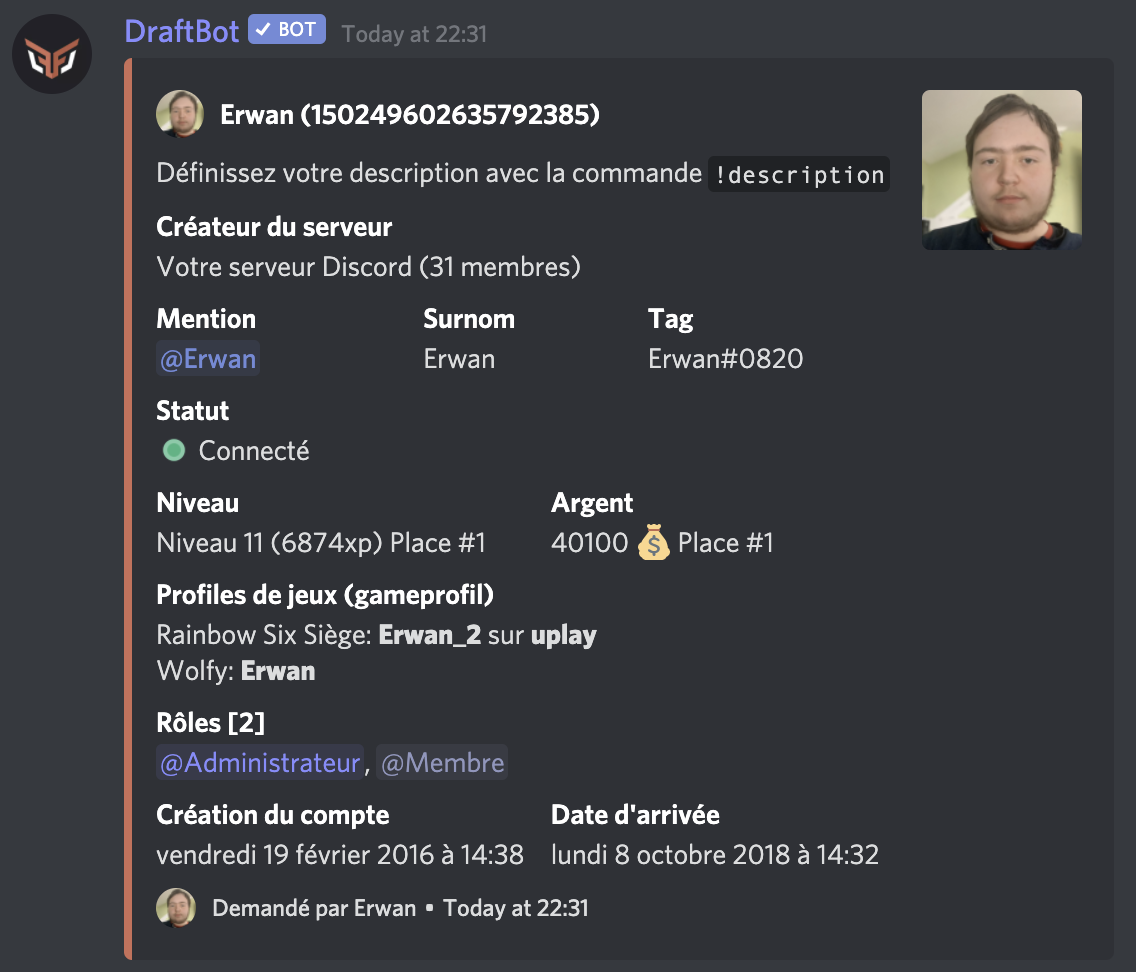 DraftBot BOT Today at 22:31
Erwan (150249602635792385)
Définissez votre description avec la commande !description
Créateur du serveur
Votre serveur Discord (31 membres)
Mention Surnom Tag
@Erwan Erwan Erwan#0820
Statut
Connecté
Niveau Argent
Niveau 11 (6874xp) Place #1 40100 💰 Place #1
Profiles de jeux (gameprofil)
Rainbow Six Siège: Erwan_2 sur uplay
Wolfy: Erwan
Rôles [2]
@Administrateur, @Membre
Création du compte Date d'arrivée
vendredi 19 février 2016 à 14:38 lundi 8 octobre 2018 à 14:32
Demandé par Erwan • Today at 22:31